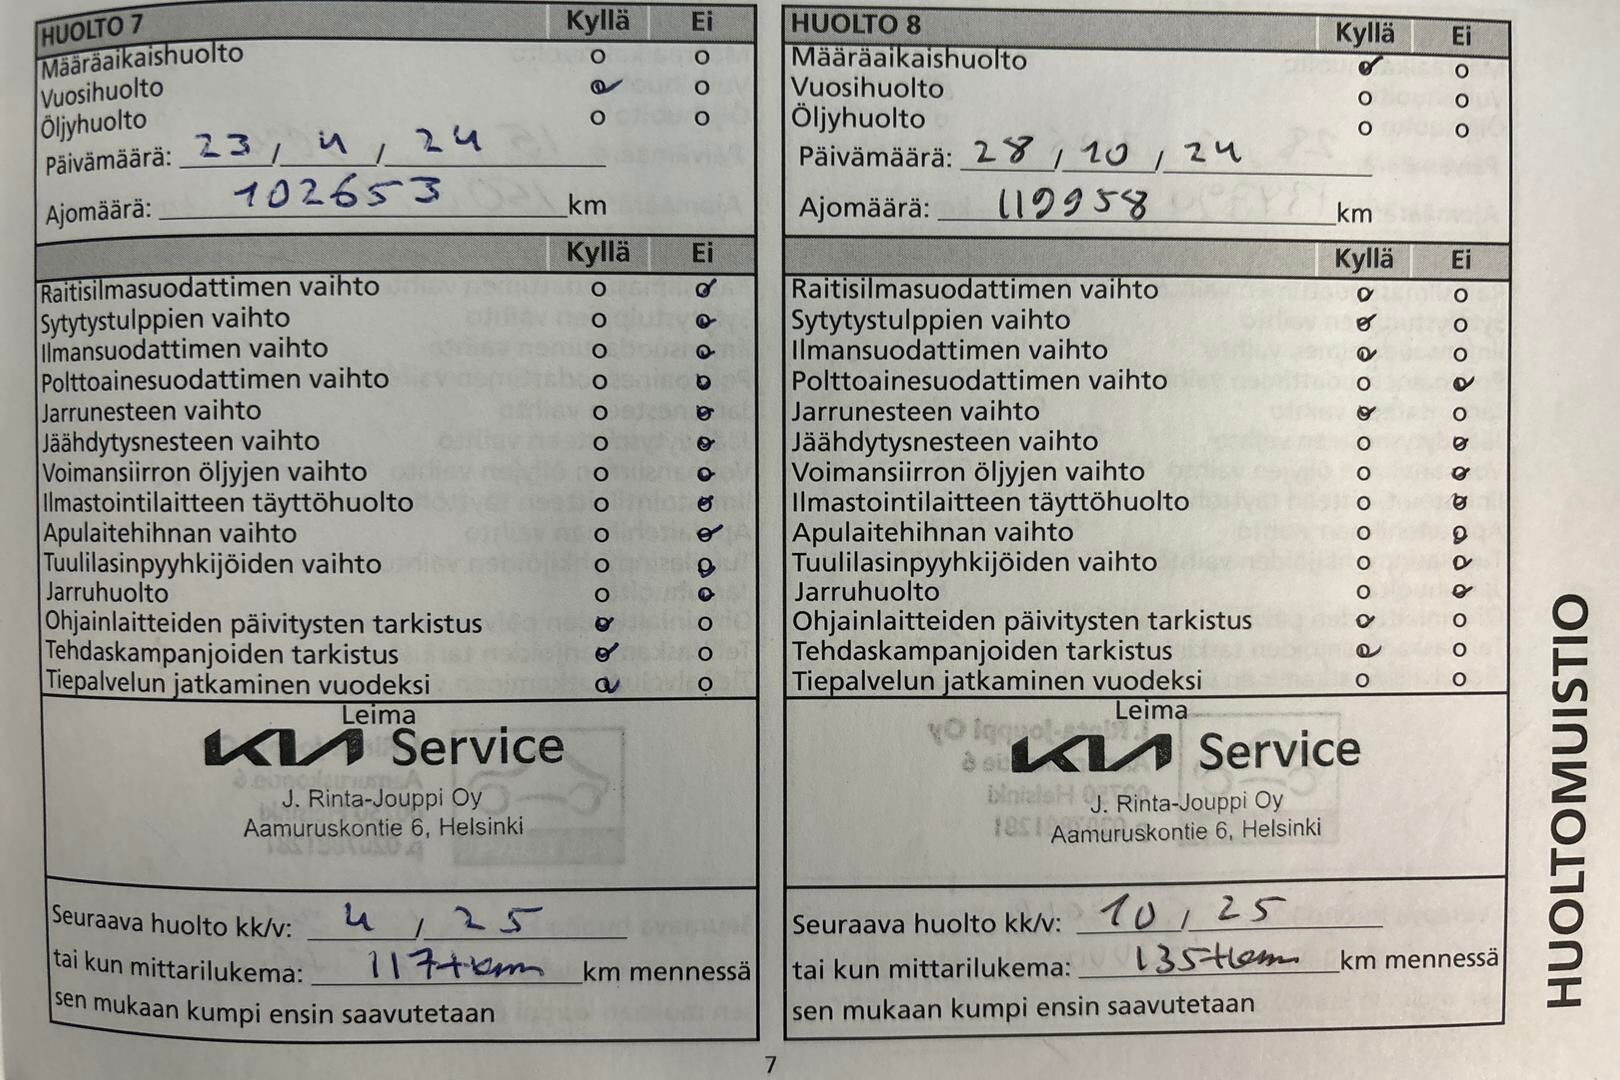 HUOLTO 7 Kyllä Ei
Määräaikaishuolto o o
Vuosihuolto o o
Öljyhuolto o o
Päivämäärä: 23 / 4 / 24
Ajomäärä: 102653 km
Kyllä Ei
Raitisilmasuodattimen vaihto o o
Sytytystulppien vaihto o o
Ilmansuodattimen vaihto o o
Polttoainesuodattimen vaihto o o
Jarrunesteen vaihto o o
Jäähdytysnesteen vaihto o o
Voimansiirron öljyjen vaihto o o
Ilmastointilaitteen täyttöhuolto o o
Apulaitehihnan vaihto o o
Tuulilasinpyyhkijöiden vaihto o o
Jarruhuolto o o
Ohjainlaitteiden päivitysten tarkistus o o
Tehdaskampanjoiden tarkistus o o
Tiepalvelun jatkaminen vuodeksi o o
Leima
KIA Service
J. Rinta-Jouppi Oy
Aamuruskontie 6, Helsinki
Seuraava huolto kk/v: 4 / 25
tai kun mittarilukema: 117tkm km mennessä
sen mukaan kumpi ensin saavutetaan
HUOLTO 8 Kyllä Ei
Määräaikaishuolto o o
Vuosihuolto o o
Öljyhuolto o o
Päivämäärä: 28 / 10 / 24
Ajomäärä: 119958 km
Kyllä Ei
Raitisilmasuodattimen vaihto o o
Sytytystulppien vaihto o o
Ilmansuodattimen vaihto o o
Polttoainesuodattimen vaihto o o
Jarrunesteen vaihto o o
Jäähdytysnesteen vaihto o o
Voimansiirron öljyjen vaihto o o
Ilmastointilaitteen täyttöhuolto o o
Apulaitehihnan vaihto o o
Tuulilasinpyyhkijöiden vaihto o o
Jarruhuolto o o
Ohjainlaitteiden päivitysten tarkistus o o
Tehdaskampanjoiden tarkistus o o
Tiepalvelun jatkaminen vuodeksi o o
Leima
KIA Service
J. Rinta-Jouppi Oy
Aamuruskontie 6, Helsinki
Seuraava huolto kk/v: 10 / 25
tai kun mittarilukema: 135tkm km mennessä
sen mukaan kumpi ensin saavutetaan
HUOLTOMUISTIO
7